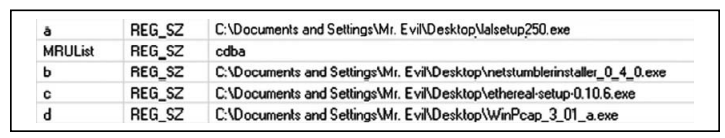 a REG_SZ C:\Documents and Settings\Mr. Evil\Desktop\lalsetup250.exe
MRUList REG_SZ cdba
b REG_SZ C:\Documents and Settings\Mr. Evil\Desktop\netstumblerinstaller_0_4_0.exe
c REG_SZ C:\Documents and Settings\Mr. Evil\Desktop\ethereal-setup-0.10.6.exe
d REG_SZ C:\Documents and Settings\Mr. Evil\Desktop\WinPcap_3_01_a.exe